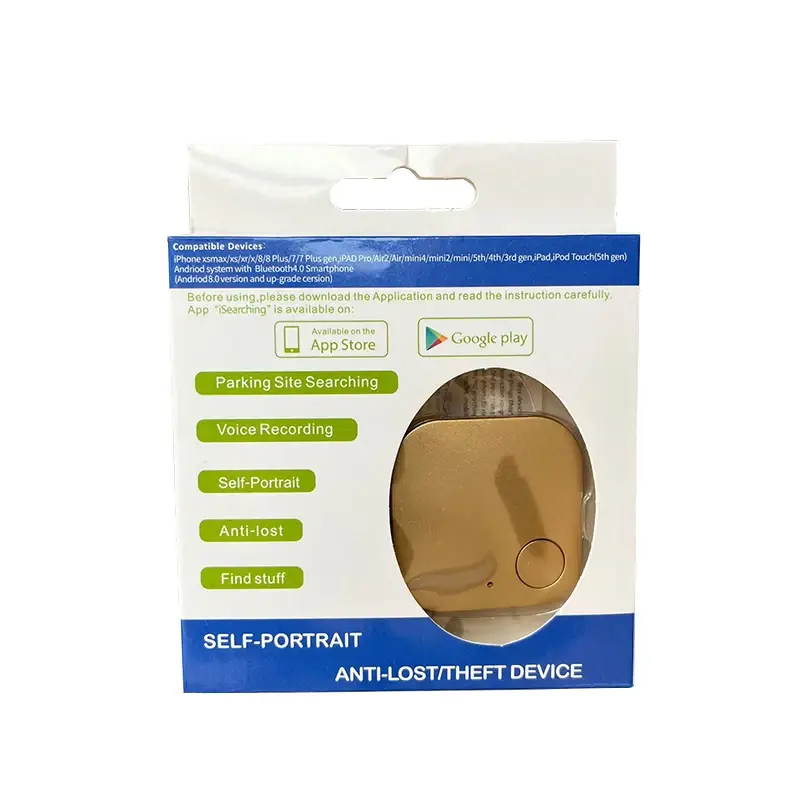 Compatible Devices:
iPhone xsmax/xs/xr/x/8/8 Plus/7/7 Plus gen,iPAD Pro/Air2/Air/mini4/mini2/mini/5th/4th/3rd gen,iPad,iPod Touch(5th gen)
Andriod system with Bluetooth4.0 Smartphone
(Andriod8.0version and up-grade cersion)
Before using,please download the Application and read the instruction carefully.
App "iSearching" is available on:
Available on the
App Store
Google play
Parking Site Searching
Voice Recording
Self-Portrait
Anti-lost
Find stuff
SELF-PORTRAIT
ANTI-LOST/THEFT DEVICE